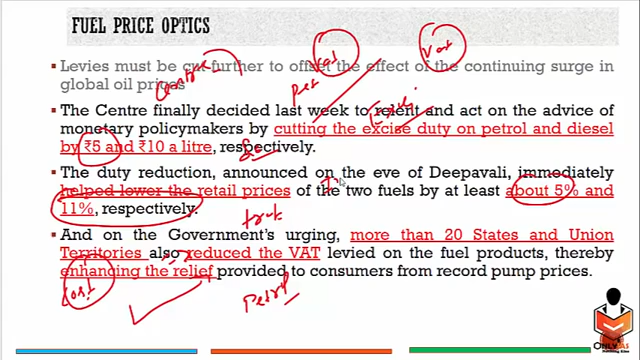 FUEL PRICE OPTICS
Levies must be cut further to offset the effect of the continuing surge in
global oil prices
The Centre finally decided last week to relent and act on the advice of
monetary policymakers by cutting the excise duty on petrol and diesel
by ₹5 and ₹10 a litre, respectively.
The duty reduction, announced on the eve of Deepavali, immediately
helped lower the retail prices of the two fuels by at least about 5% and
11%, respectively.
And on the Government's urging, more than 20 States and Union
Territories also reduced the VAT levied on the fuel products, thereby
enhancing the relief provided to consumers from record pump prices.
Centre
Vat
Vat
Cost
ONLY IAS